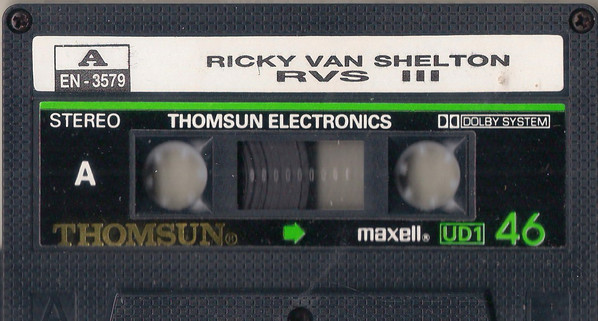 A
EN - 3579
RICKY VAN SHELTON
RVS III
STEREO
THOMSUN ELECTRONICS
DOLBY SYSTEM
A
THOMSUN®
maxell® UD1 46
A